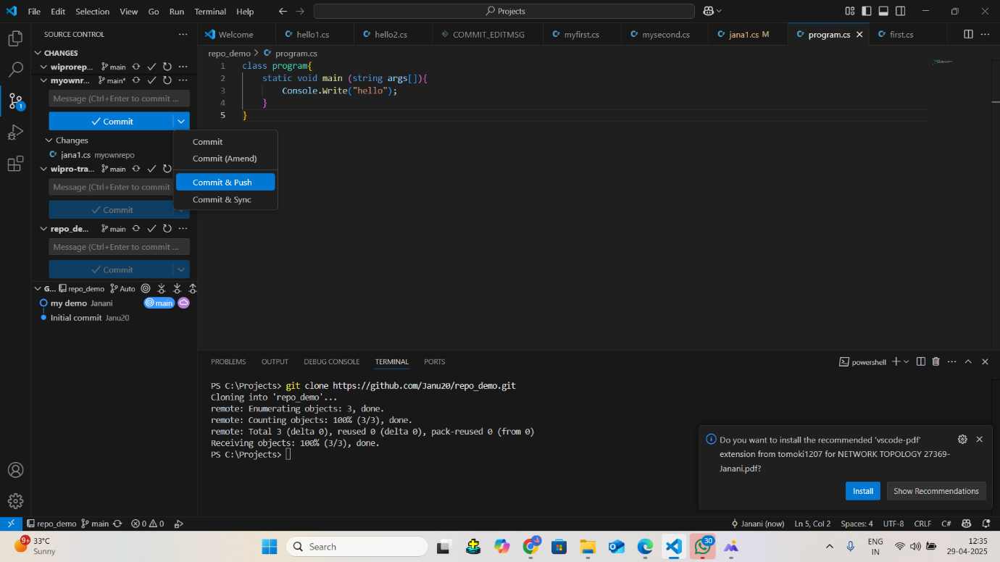 File Edit Selection View Go Run Terminal Help
Projects
SOURCE CONTROL
Welcome
hello1.cs
hello2.cs
COMMIT_EDITMSG
myfirst.cs
mysecond.cs
jana1.cs M
program.cs
first.cs
repo_demo > program.cs
CHANGES
wiprorep... main
myownr... main*
Message (Ctrl+Enter to commit ...
Commit
Changes
jana1.cs myownrepo
wipro-tra... main
Message (Ctrl+Enter to commit
Commit
repo_de... main
Message (Ctrl+Enter to commit ...
Commit
Commit
Commit (Amend)
Commit & Push
Commit & Sync
G... repo_demo Auto
my demo Janani main
Initial commit Janu20
1 class program{
2 static void main (string args[]){
3 Console.Write("hello");
4 }
5 }
PROBLEMS OUTPUT DEBUG CONSOLE TERMINAL PORTS
powershell
PS C:\Projects> git clone https://github.com/Janu20/repo_demo.git
Cloning into 'repo_demo'...
remote: Enumerating objects: 3, done.
remote: Counting objects: 100% (3/3), done.
remote: Total 3 (delta 0), reused 0 (delta 0), pack-reused 0 (from 0)
Receiving objects: 100% (3/3), done.
PS C:\Projects>
Do you want to install the recommended 'vscode-pdf'
extension from tomoki1207 for NETWORK TOPOLOGY 27369-
Janani.pdf?
Install
Show Recommendations
1
repo_demo main 0 0
Janani (now) Ln 5, Col 2 Spaces: 4 UTF-8 CRLF C#
9+
33°C
Sunny
Search
30
ENG
IN
12:35
29-04-2025